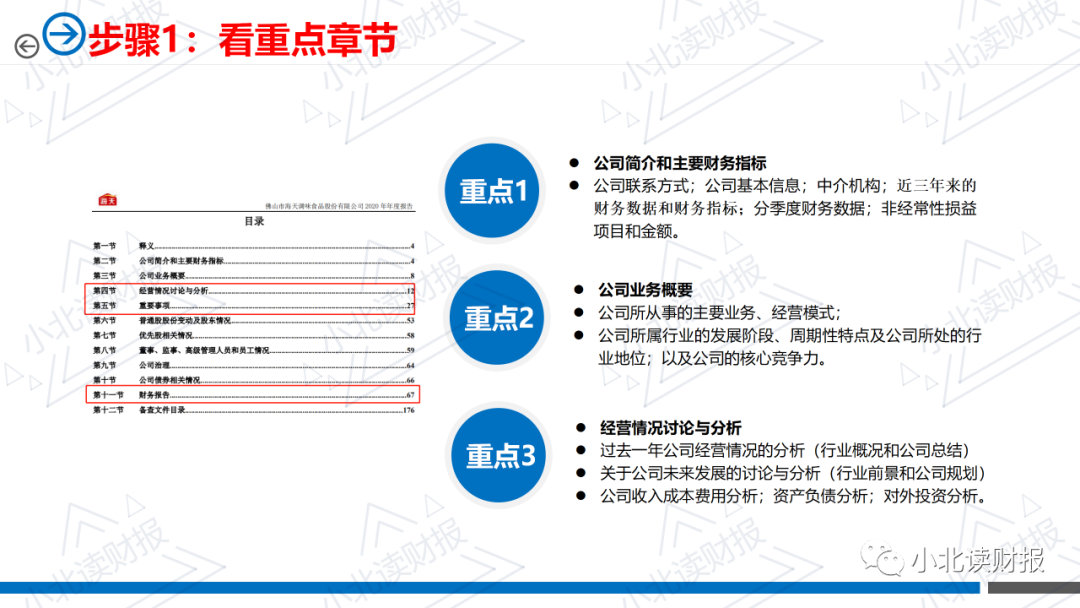 步骤1：看重点章节
海天
佛山市海天调味食品股份有限公司2020年年度报告
目录
第一节 释义....4
第二节 公司简介和主要财务指标....4
第三节 公司业务概要....8
第四节 经营情况讨论与分析....12
第五节 重要事项....27
第六节 普通股股份变动及股东情况....53
第七节 优先股相关情况....58
第八节 董事、监事、高级管理人员和员工情况....59
第九节 公司治理....64
第十节 公司债券相关情况....66
第十一节 财务报告....67
第十二节 备查文件目录....176
重点1
● 公司简介和主要财务指标
● 公司联系方式；公司基本信息；中介机构；近三年来的
财务数据和财务指标；分季度财务数据；非经常性损益
项目和金额。
重点2
● 公司业务概要
● 公司所从事的主要业务、经营模式；
● 公司所属行业的发展阶段、周期性特点及公司所处的行
业地位；以及公司的核心竞争力。
重点3
● 经营情况讨论与分析
● 过去一年公司经营情况的分析（行业概况和公司总结）
● 关于公司未来发展的讨论与分析（行业前景和公司规划）
● 公司收入成本费用分析；资产负债分析；对外投资分析。
小北读财报